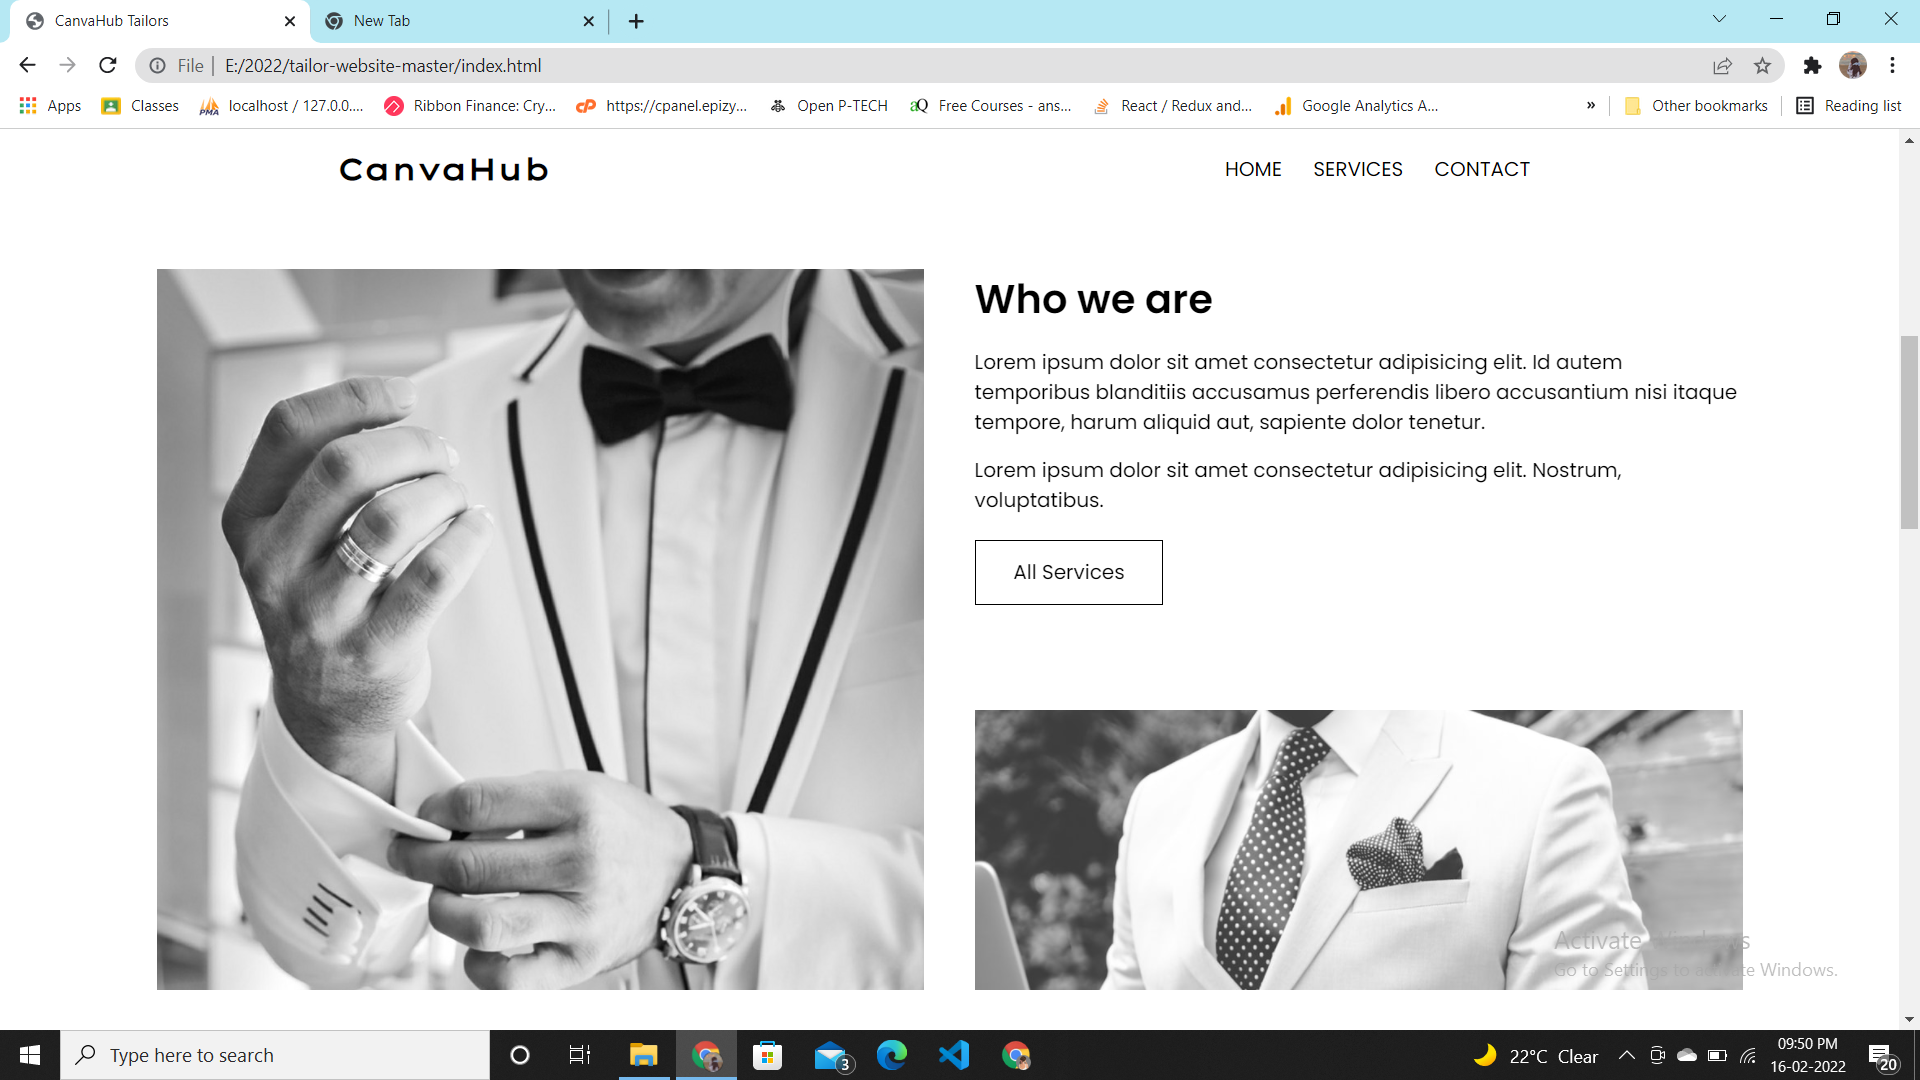 CanvaHub Tailors
New Tab
File
E:/2022/tailor-website-master/index.html
Apps
Classes
PMA
localhost / 127.0.0....
Ribbon Finance: Cry...
cP
https://cpanel.epizy...
Open P-TECH
aQ
Free Courses - ans...
React / Redux and...
Google Analytics A...
»
Other bookmarks
Reading list
CanvaHub
HOME
SERVICES
CONTACT
Who we are
Lorem ipsum dolor sit amet consectetur adipisicing elit. Id autem
temporibus blanditiis accusamus perferendis libero accusantium nisi itaque
tempore, harum aliquid aut, sapiente dolor tenetur.
Lorem ipsum dolor sit amet consectetur adipisicing elit. Nostrum,
voluptatibus.
All Services
Activate Windows
Go to Settings to activate Windows.
Type here to search
3
22°C Clear
09:50 PM
16-02-2022
20